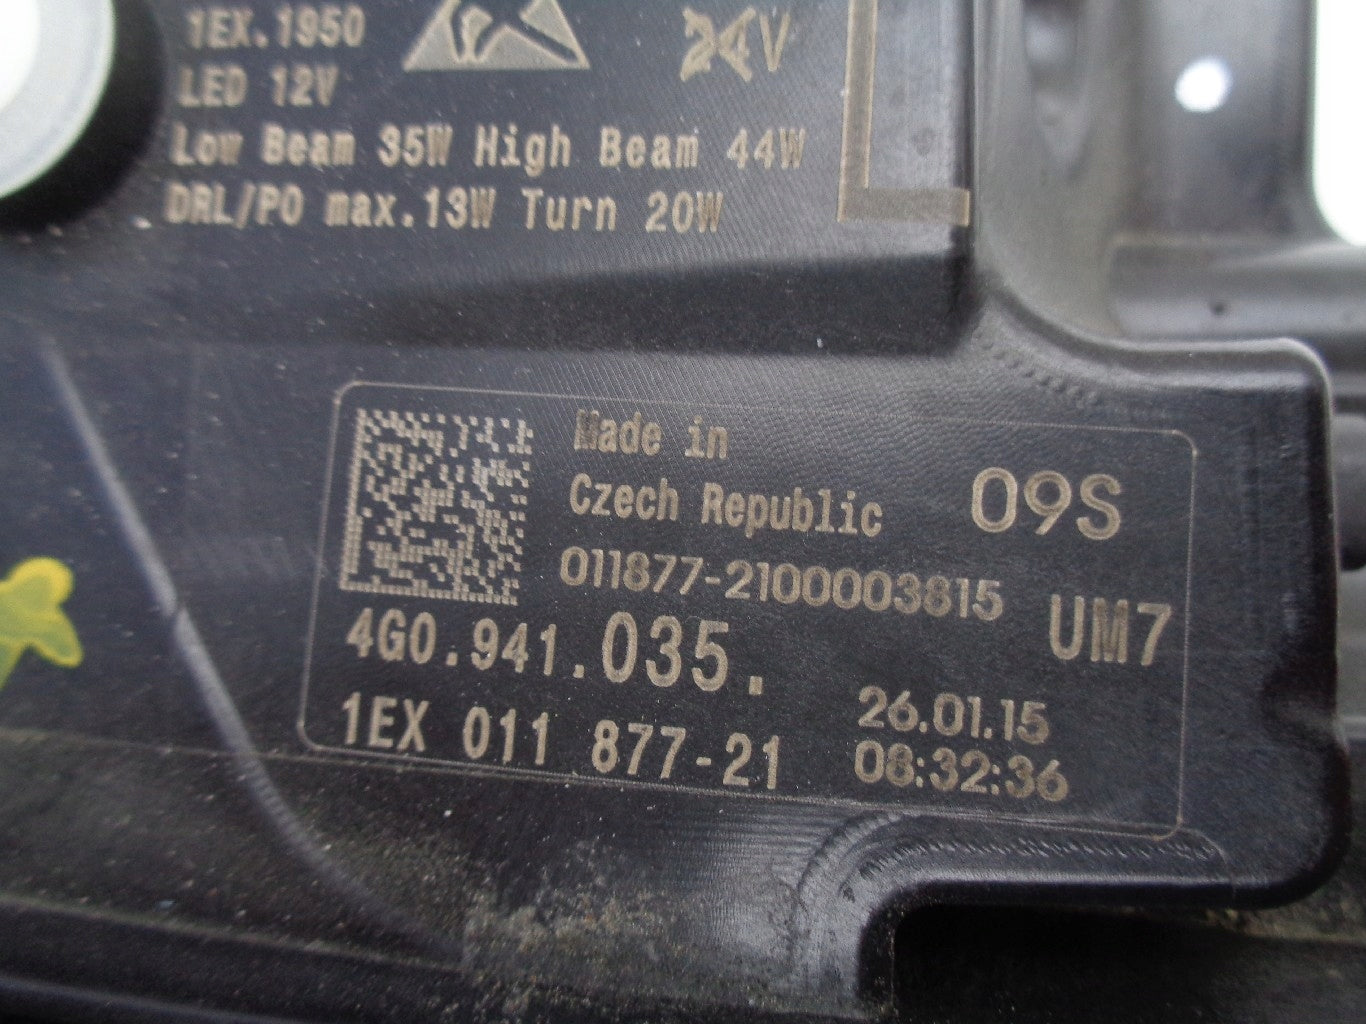 1EX.1950
24V
LED 12V
Low Beam 35W High Beam 44W
DRL/PO max.13W Turn 20W
Made in
Czech Republic
09S
011877-2100003815
UM7
4G0.941.035.
26.01.15
1EX 011 877-21
08:32:36